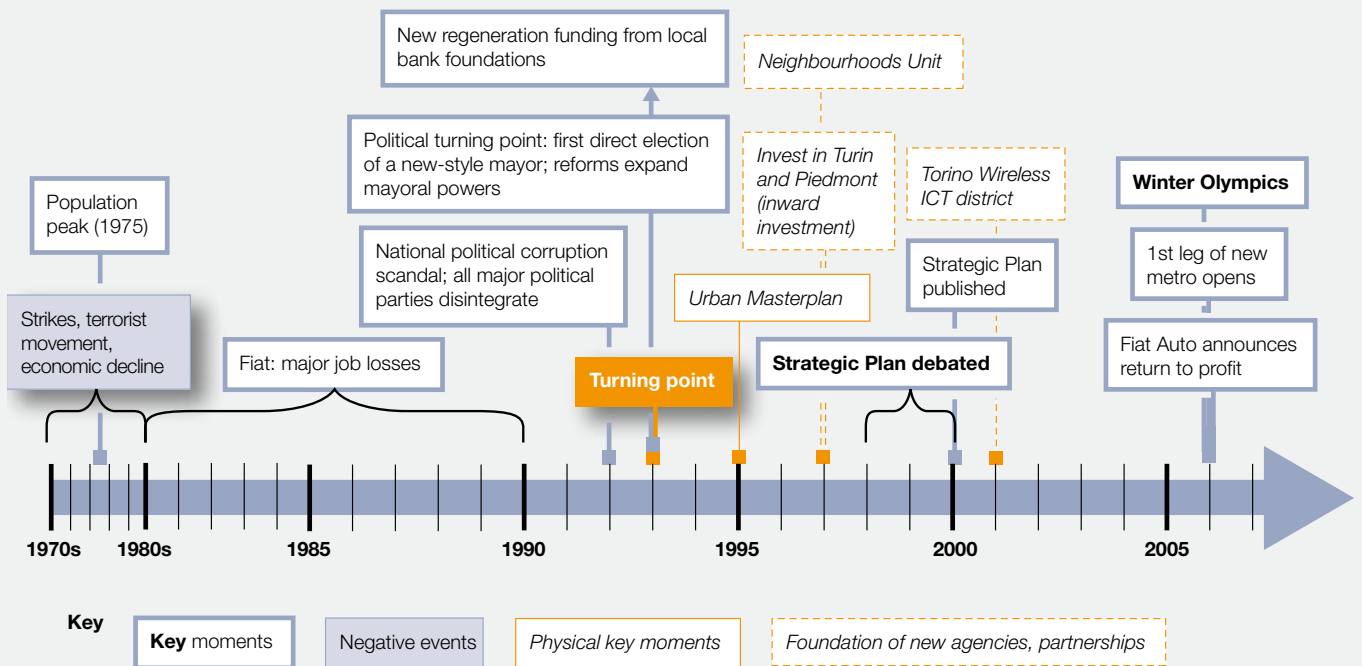 New regeneration funding from local
bank foundations
Neighbourhoods Unit
Political turning point: first direct election
of a new-style mayor; reforms expand
mayoral powers
Invest in Turin
and Piedmont
(inward
investment)
Torino Wireless
ICT district
Winter Olympics
Population
peak (1975)
National political corruption
scandal; all major political
parties disintegrate
Strategic Plan
published
1st leg of new
metro opens
Urban Masterplan
Strikes, terrorist
movement,
economic decline
Fiat: major job losses
Turning point
Strategic Plan debated
Fiat Auto announces
return to profit
1970s
1980s
1985
1990
1995
2000
2005
Key
Key moments
Negative events
Physical key moments
Foundation of new agencies, partnerships